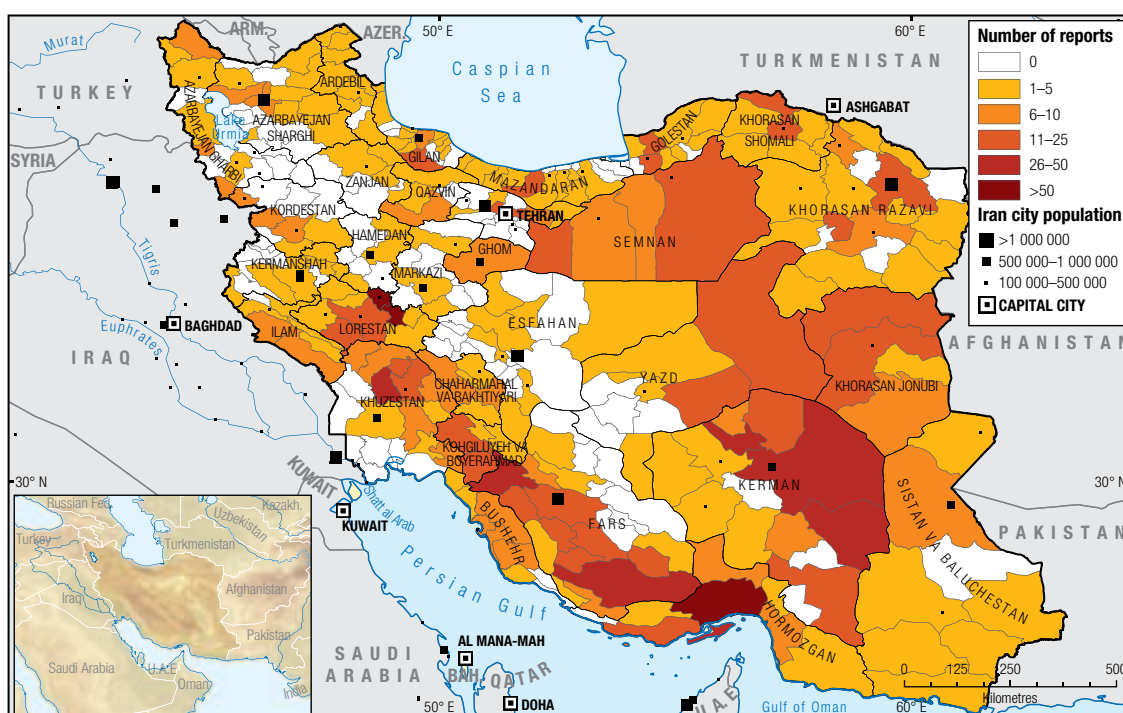 ARM.
AZER.
50° E
60° E
Murat
TURKEY
Caspian
Sea
TURKMENISTAN
ASHGABAT
SYRIA
Lake
Urmia
AZARBAYEJAN GHARBI
AZARBAYEJAN
SHARGHI
ARDEBIL
GILAN
ZANJAN
QAZVIN
MAZANDARAN
GOLESTAN
KHORASAN
SHOMALI
KHORASAN RAZAVI
KORDESTAN
TEHRAN
SEMNAN
HAMEDAN
GHOM
KERMANSHAH
MARKAZI
Tigris
BAGHDAD
Euphrates
IRAQ
ILAM
LORESTAN
ESFAHAN
AFGHANISTAN
YAZD
KHORASAN JONUBI
KHUZESTAN
CHAHARMAHAL
VA BAKHTIYARI
KOHGILUYEH VA
BOYERAHMAD
KERMAN
SISTAN VA BALUCHESTAN
30° N
30° N
KUWAIT
KUWAIT
Shatt al Arab
BUSHEHR
FARS
PAKISTAN
Persian Gulf
HORMOZGAN
SAUDI
ARABIA
AL MANA-MAH
BAH.
QATAR
DOHA
U.A.E.
50° E
Gulf of Oman
60° E
0 125 250 500
Kilometres
Number of reports
0
1–5
6–10
11–25
26–50
>50
Iran city population
>1 000 000
500 000–1 000 000
100 000–500 000
CAPITAL CITY
Russian Fed.
Kazakh.
Uzbekistan
Turkey
Turkmenistan
Iraq
Afghanistan
Pakistan
Saudi Arabia
U.A.E
Oman
India